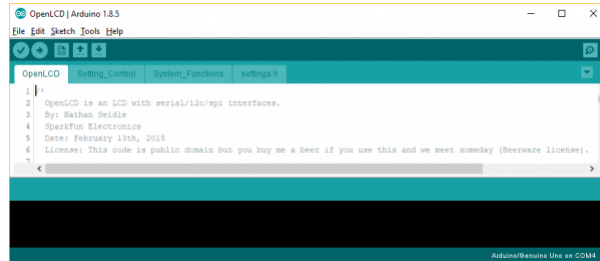 OpenLCD | Arduino 1.8.5
File Edit Sketch Tools Help
OpenLCD Setting_Control System_Functions settings.h
1 /*
2 OpenLCD is an LCD with serial/i2c/spi interfaces.
3 By: Nathan Seidle
4 SparkFun Electronics
5 Date: February 13th, 2015
6 License: This code is public domain but you buy me a beer if you use this and we meet someday (Beerware license).
7
Arduino/Genuino Uno on COM4